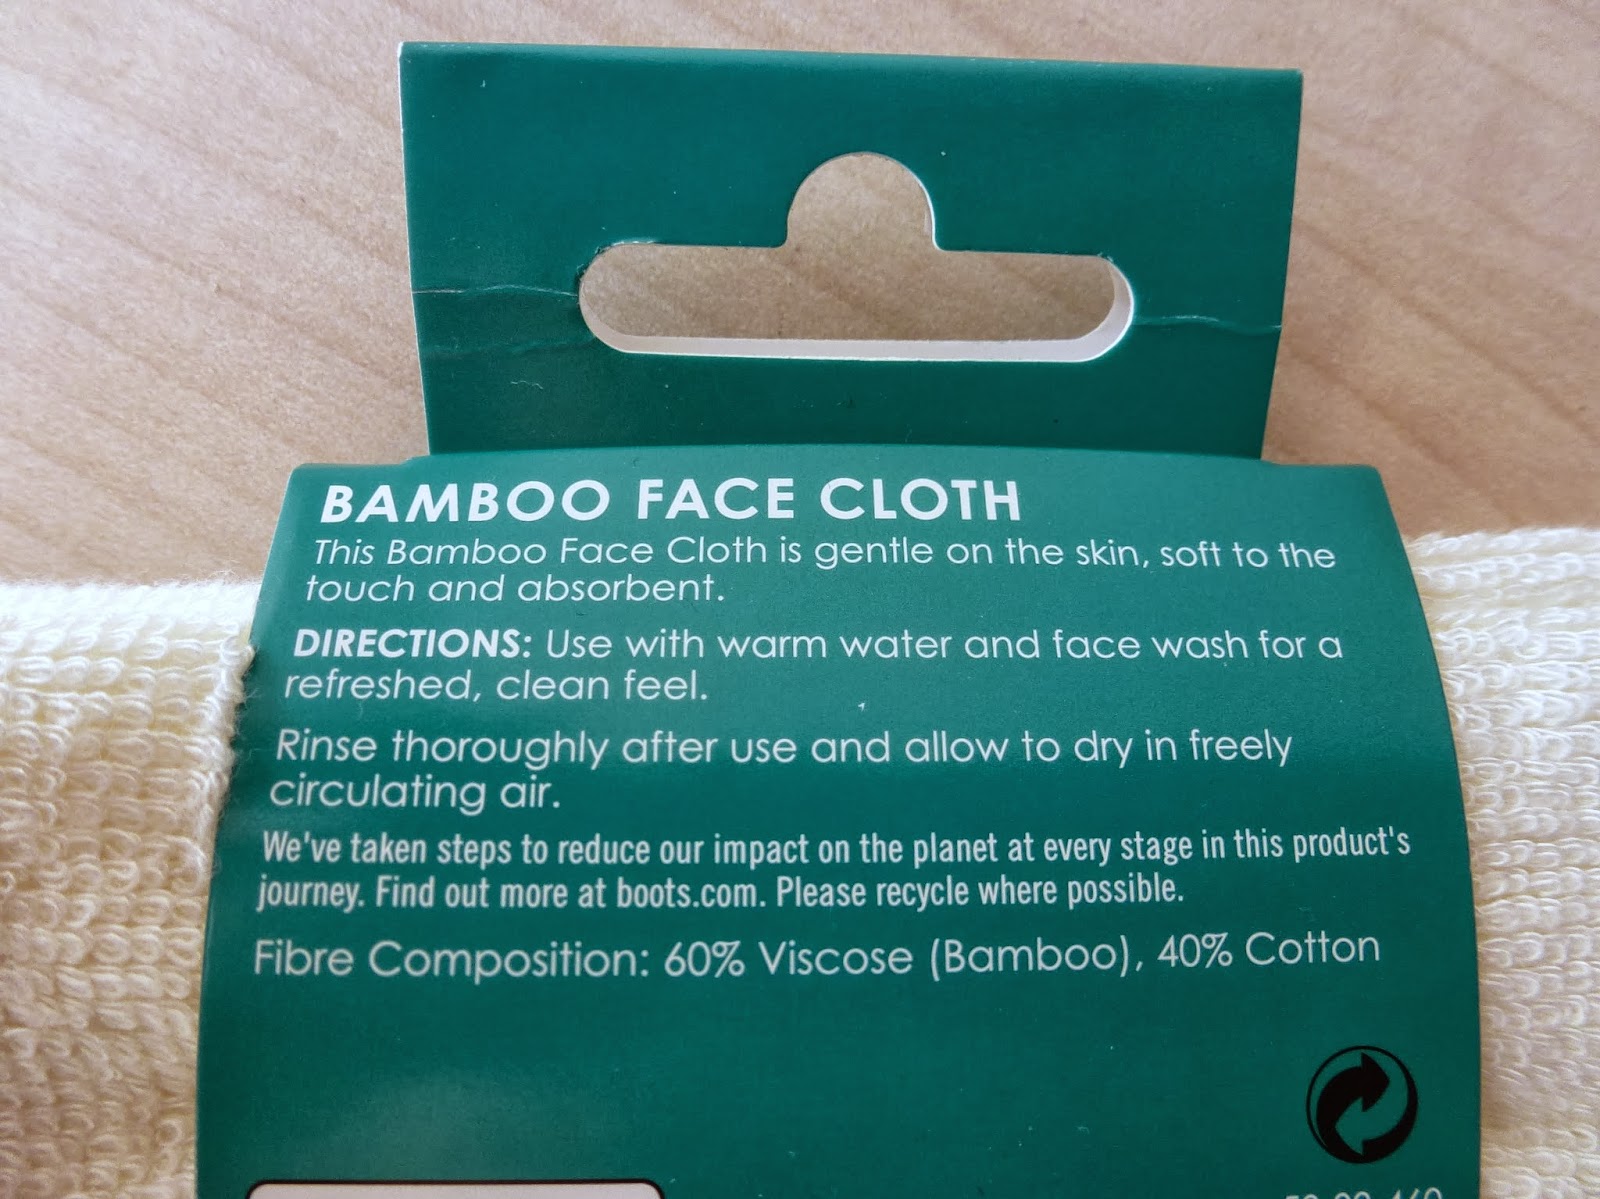 BAMBOO FACE CLOTH
This Bamboo Face Cloth is gentle on the skin, soft to the
touch and absorbent.
DIRECTIONS: Use with warm water and face wash for a
refreshed, clean feel.
Rinse thoroughly after use and allow to dry in freely
circulating air.
We've taken steps to reduce our impact on the planet at every stage in this product's
journey. Find out more at boots.com. Please recycle where possible.
Fibre Composition: 60% Viscose (Bamboo), 40% Cotton